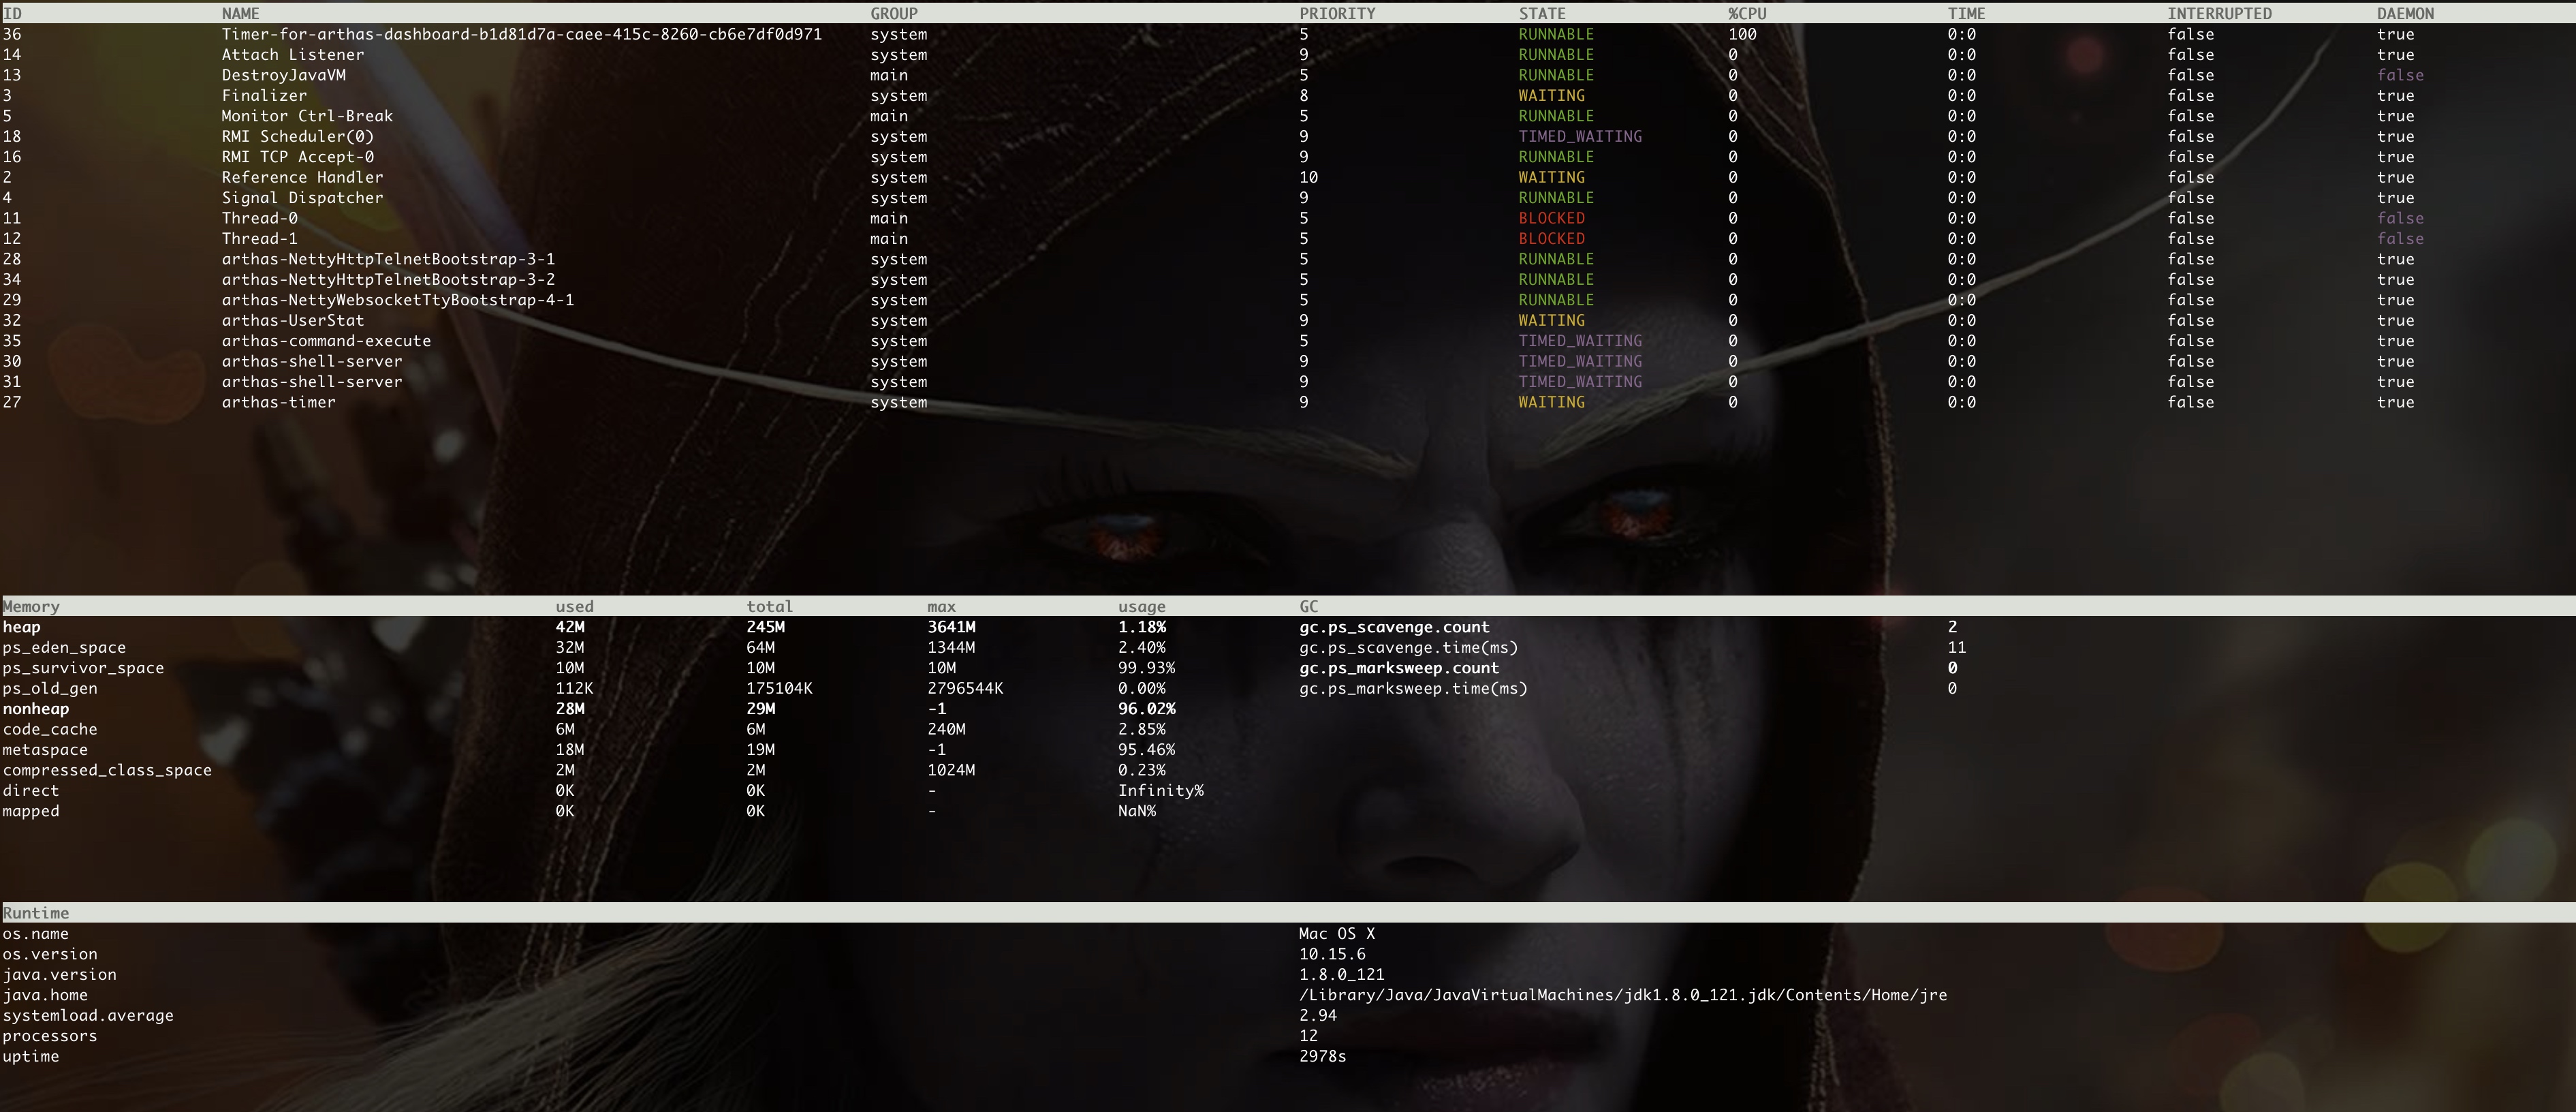 ID NAME GROUP PRIORITY STATE %CPU TIME INTERRUPTED DAEMON
36 Timer-for-arthas-dashboard-b1d81d7a-caee-415c-8260-cb6e7df0d971 system 5 RUNNABLE 100 0:0 false true
14 Attach Listener system 9 RUNNABLE 0 0:0 false true
13 DestroyJavaVM main 5 RUNNABLE 0 0:0 false false
3 Finalizer system 8 WAITING 0 0:0 false true
5 Monitor Ctrl-Break main 5 RUNNABLE 0 0:0 false true
18 RMI Scheduler(0) system 9 TIMED_WAITING 0 0:0 false true
16 RMI TCP Accept-0 system 9 RUNNABLE 0 0:0 false true
2 Reference Handler system 10 WAITING 0 0:0 false true
4 Signal Dispatcher system 9 RUNNABLE 0 0:0 false true
11 Thread-0 main 5 BLOCKED 0 0:0 false false
12 Thread-1 main 5 BLOCKED 0 0:0 false false
28 arthas-NettyHttpTelnetBootstrap-3-1 system 5 RUNNABLE 0 0:0 false true
34 arthas-NettyHttpTelnetBootstrap-3-2 system 5 RUNNABLE 0 0:0 false true
29 arthas-NettyWebsocketTtyBootstrap-4-1 system 5 RUNNABLE 0 0:0 false true
32 arthas-UserStat system 9 WAITING 0 0:0 false true
35 arthas-command-execute system 5 TIMED_WAITING 0 0:0 false true
30 arthas-shell-server system 9 TIMED_WAITING 0 0:0 false true
31 arthas-shell-server system 9 TIMED_WAITING 0 0:0 false true
27 arthas-timer system 9 WAITING 0 0:0 false true
Memory used total max usage GC
heap 42M 245M 3641M 1.18% gc.ps_scavenge.count 2
ps_eden_space 32M 64M 1344M 2.40% gc.ps_scavenge.time(ms) 11
ps_survivor_space 10M 10M 10M 99.93% gc.ps_marksweep.count 0
ps_old_gen 112K 175104K 2796544K 0.00% gc.ps_marksweep.time(ms) 0
nonheap 28M 29M -1 96.02%
code_cache 6M 6M 240M 2.85%
metaspace 18M 19M -1 95.46%
compressed_class_space 2M 2M 1024M 0.23%
direct 0K 0K - Infinity%
mapped 0K 0K - NaN%
Runtime
os.name Mac OS X
os.version 10.15.6
java.version 1.8.0_121
java.home /Library/Java/JavaVirtualMachines/jdk1.8.0_121.jdk/Contents/Home/jre
systemload.average 2.94
processors 12
uptime 2978s